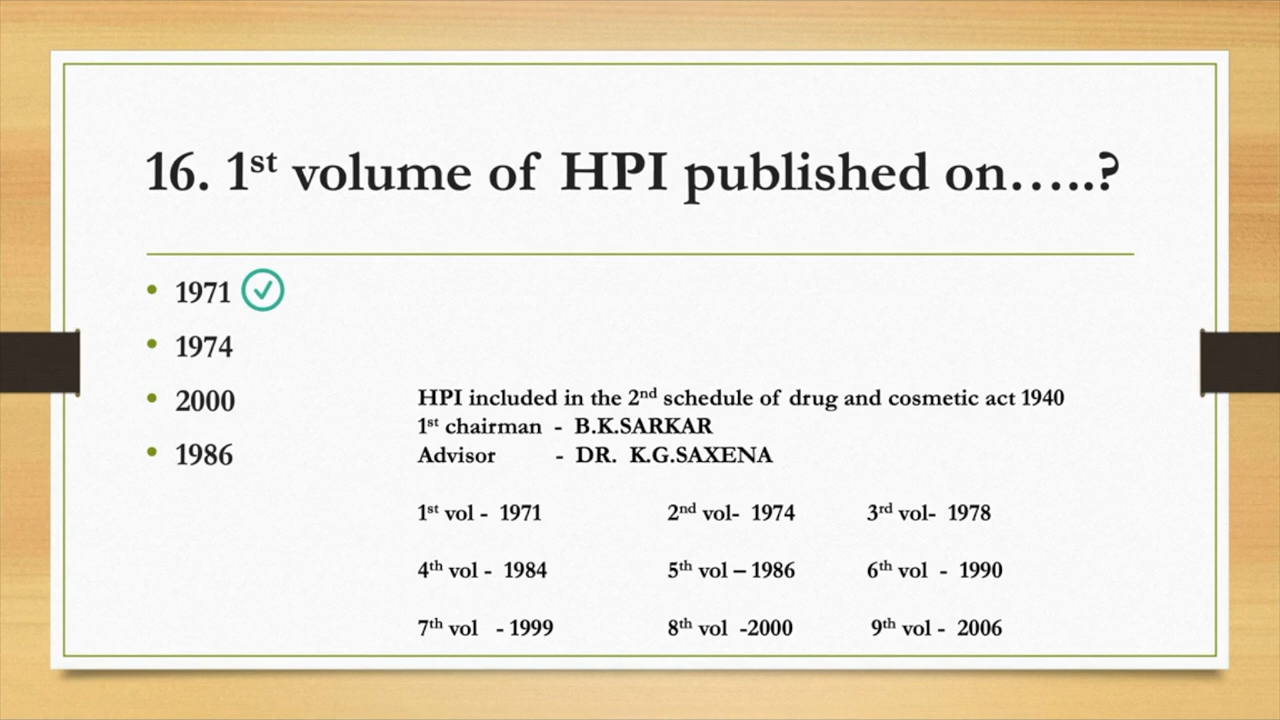 16. 1st volume of HPI published on…..?
• 1971
• 1974
• 2000
• 1986
HPI included in the 2nd schedule of drug and cosmetic act 1940
1st chairman - B.K.SARKAR
Advisor - DR. K.G.SAXENA
1st vol - 1971 2nd vol- 1974 3rd vol- 1978
4th vol - 1984 5th vol – 1986 6th vol - 1990
7th vol - 1999 8th vol -2000 9th vol - 2006